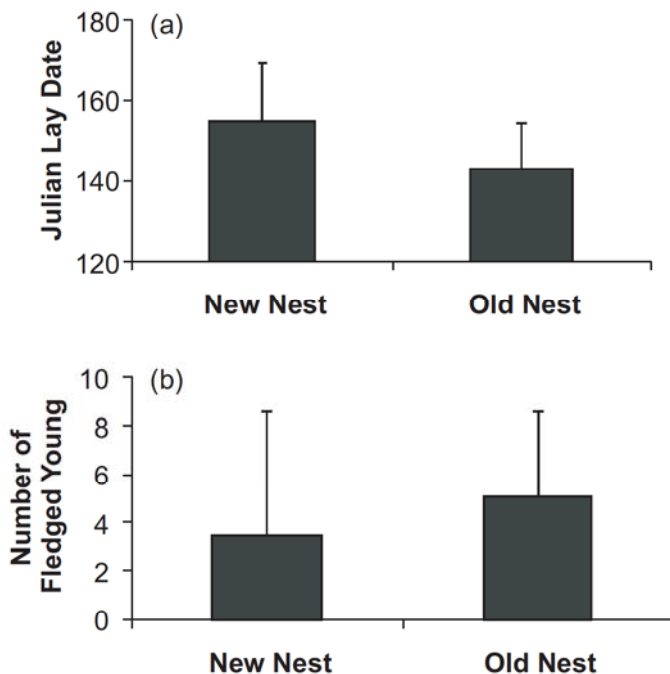 (a)
Julian Lay Date
180
160
140
120
New Nest Old Nest
(b)
Number of
Fledged Young
10
8
6
4
2
0
New Nest Old Nest